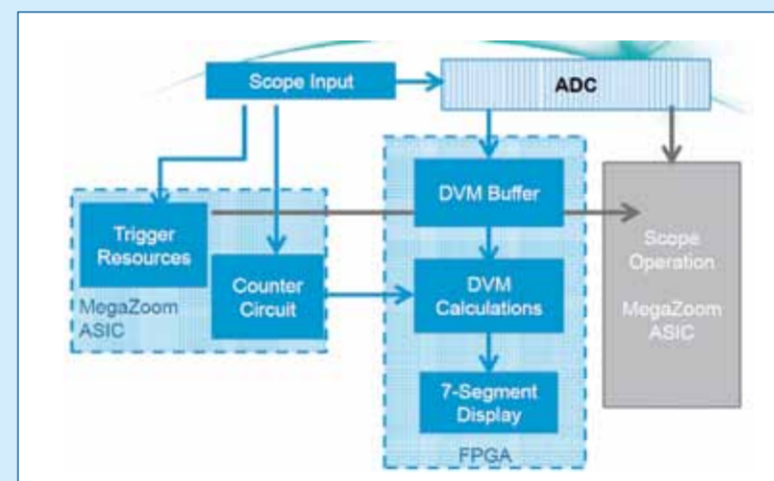 Scope Input
ADC
DVM Buffer
Trigger
Resources
Scope
Operation
MegaZoom
ASIC
Counter
Circuit
DVM
Calculations
MegaZoom
ASIC
7-Segment
Display
FPGA